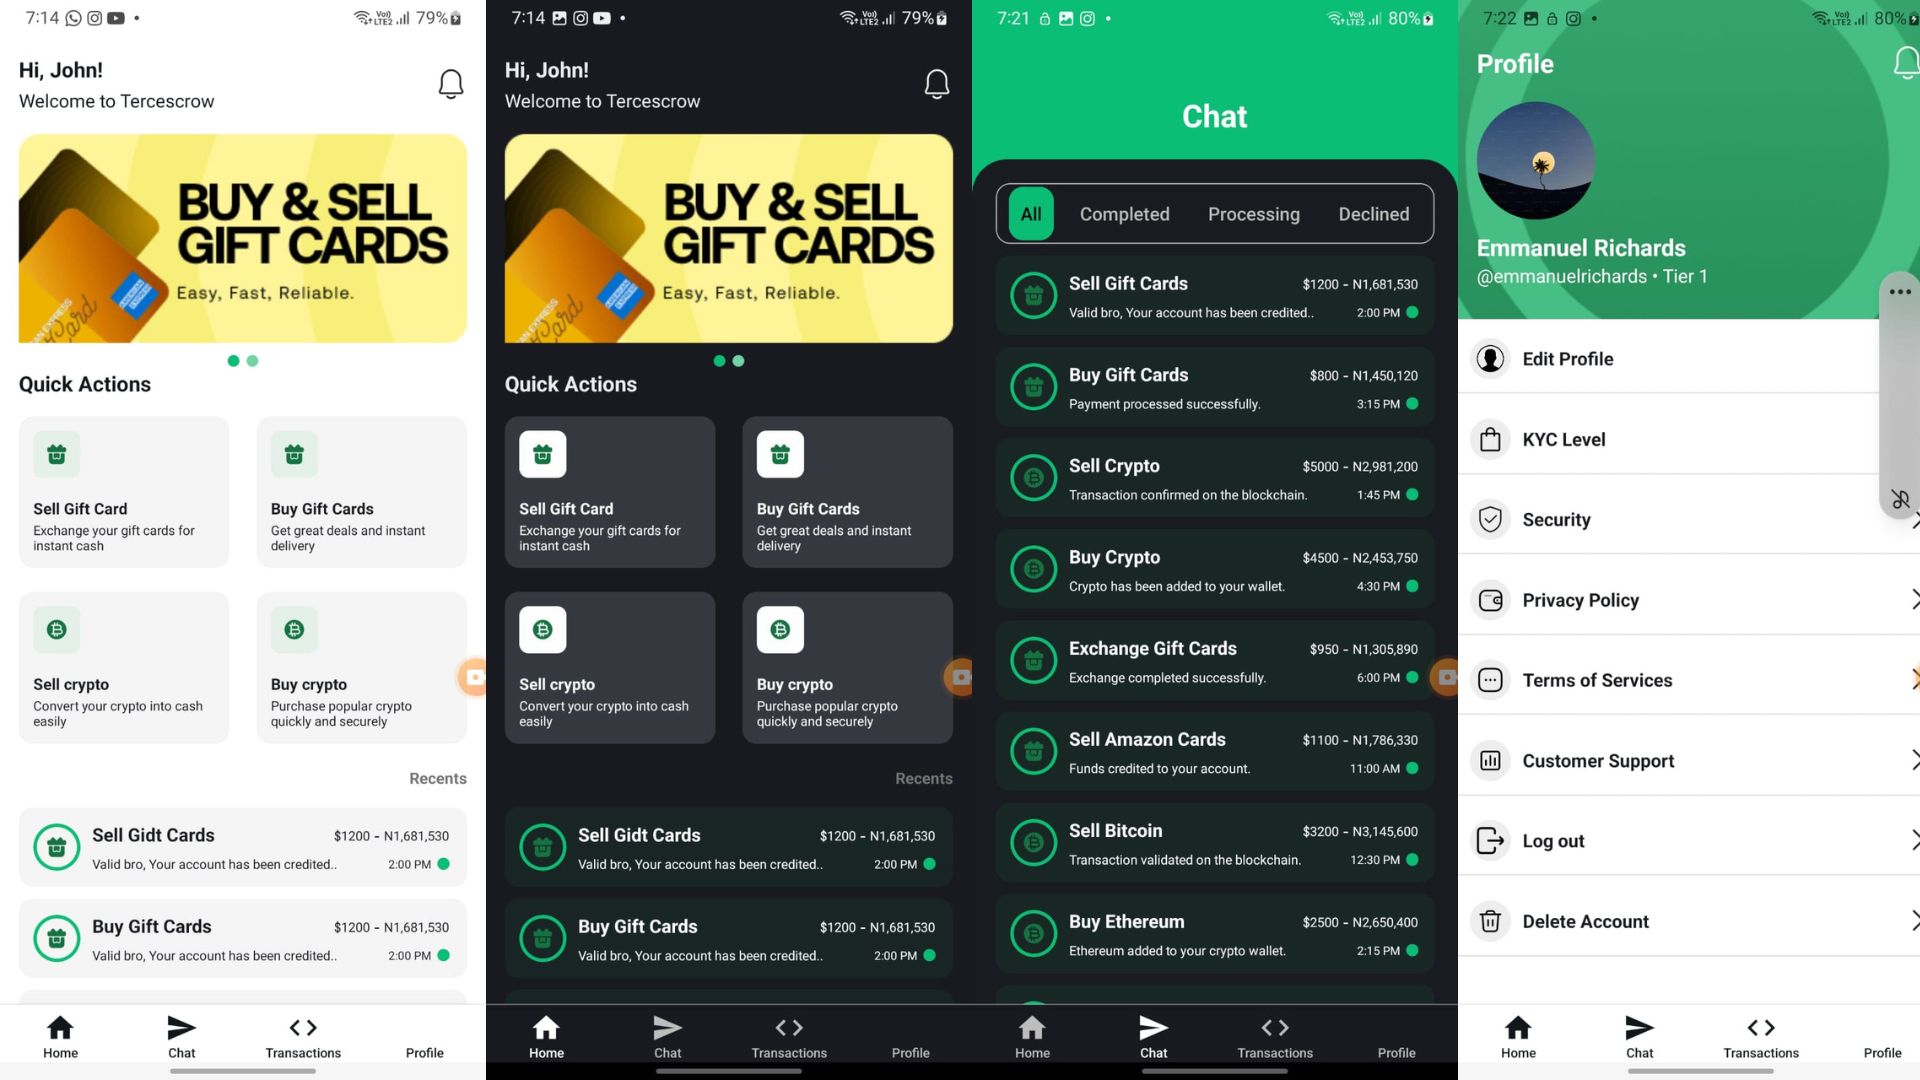 7:14
Vo)) LTE2 79%
Hi, John!
Welcome to Tercescrow
BUY & SELL
GIFT CARDS
Easy, Fast, Reliable.
Quick Actions
Sell Gift Card
Exchange your gift cards for
instant cash
Buy Gift Cards
Get great deals and instant
delivery
Sell crypto
Convert your crypto into cash
easily
Buy crypto
Purchase popular crypto
quickly and securely
Recents
Sell Gidt Cards
$1200 - N1,681,530
Valid bro, Your account has been credited..
2:00 PM
Buy Gift Cards
$1200 - N1,681,530
Valid bro, Your account has been credited..
2:00 PM
Home
Chat
Transactions
Profile
7:14
Vo)) LTE2 79%
Hi, John!
Welcome to Tercescrow
BUY & SELL
GIFT CARDS
Easy, Fast, Reliable.
Quick Actions
Sell Gift Card
Exchange your gift cards for
instant cash
Buy Gift Cards
Get great deals and instant
delivery
Sell crypto
Convert your crypto into cash
easily
Buy crypto
Purchase popular crypto
quickly and securely
Recents
Sell Gidt Cards
$1200 - N1,681,530
Valid bro, Your account has been credited..
2:00 PM
Buy Gift Cards
$1200 - N1,681,530
Valid bro, Your account has been credited..
2:00 PM
Home
Chat
Transactions
Profile
7:21
Vo)) LTE2 80%
Chat
All
Completed
Processing
Declined
Sell Gift Cards
$1200 - N1,681,530
Valid bro, Your account has been credited..
2:00 PM
Buy Gift Cards
$800 - N1,450,120
Payment processed successfully.
3:15 PM
Sell Crypto
$5000 - N2,981,200
Transaction confirmed on the blockchain.
1:45 PM
Buy Crypto
$4500 - N2,453,750
Crypto has been added to your wallet.
4:30 PM
Exchange Gift Cards
$950 - N1,305,890
Exchange completed successfully.
6:00 PM
Sell Amazon Cards
$1100 - N1,786,330
Funds credited to your account.
11:00 AM
Sell Bitcoin
$3200 - N3,145,600
Transaction validated on the blockchain.
12:30 PM
Buy Ethereum
$2500 - N2,650,400
Ethereum added to your crypto wallet.
2:15 PM
Home
Chat
Transactions
Profile
7:22
Vo)) LTE2 80%
Profile
Emmanuel Richards
@emmanuelrichards • Tier 1
Edit Profile
KYC Level
Security
Privacy Policy
Terms of Services
Customer Support
Log out
Delete Account
Home
Chat
Transactions
Profile